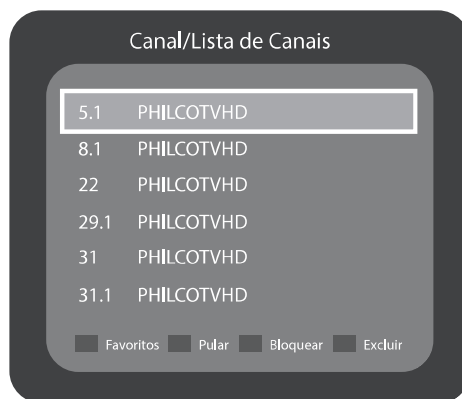 Canal/Lista de Canais
5.1 PHILCOTVHD
8.1 PHILCOTVHD
22 PHILCOTVHD
29.1 PHILCOTVHD
31 PHILCOTVHD
31.1 PHILCOTVHD
Favoritos Pular Bloquear Excluir